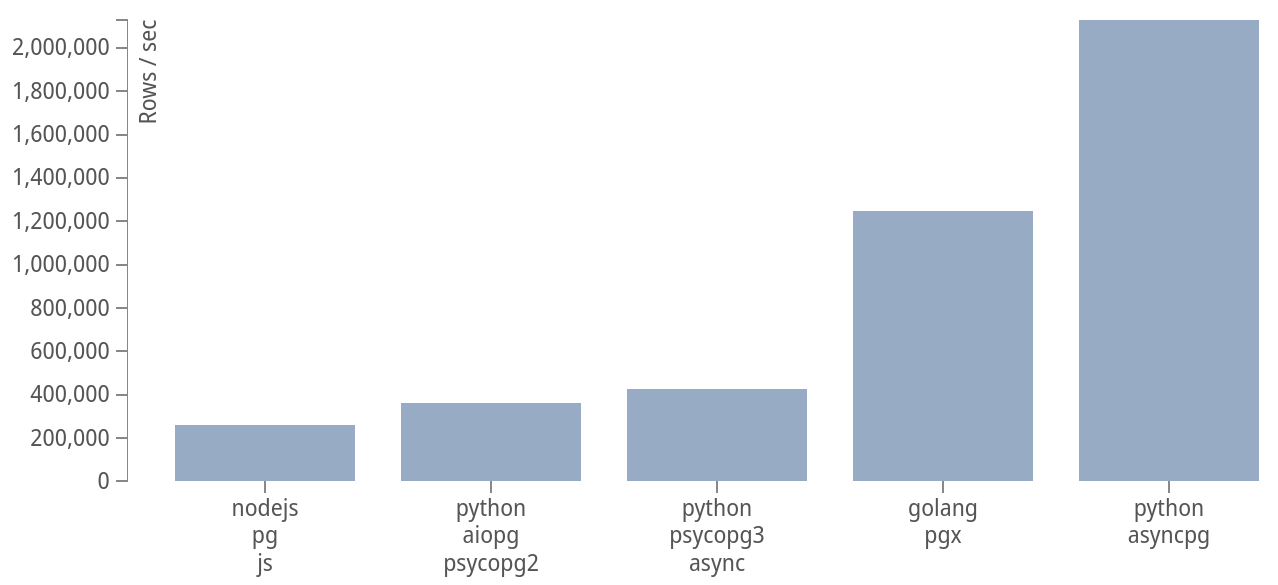 Rows / sec
2,000,000
1,800,000
1,600,000
1,400,000
1,200,000
1,000,000
800,000
600,000
400,000
200,000
0
nodejs
pg
js
python
aiopg
psycopg2
python
psycopg3
async
golang
pgx
python
asyncpg